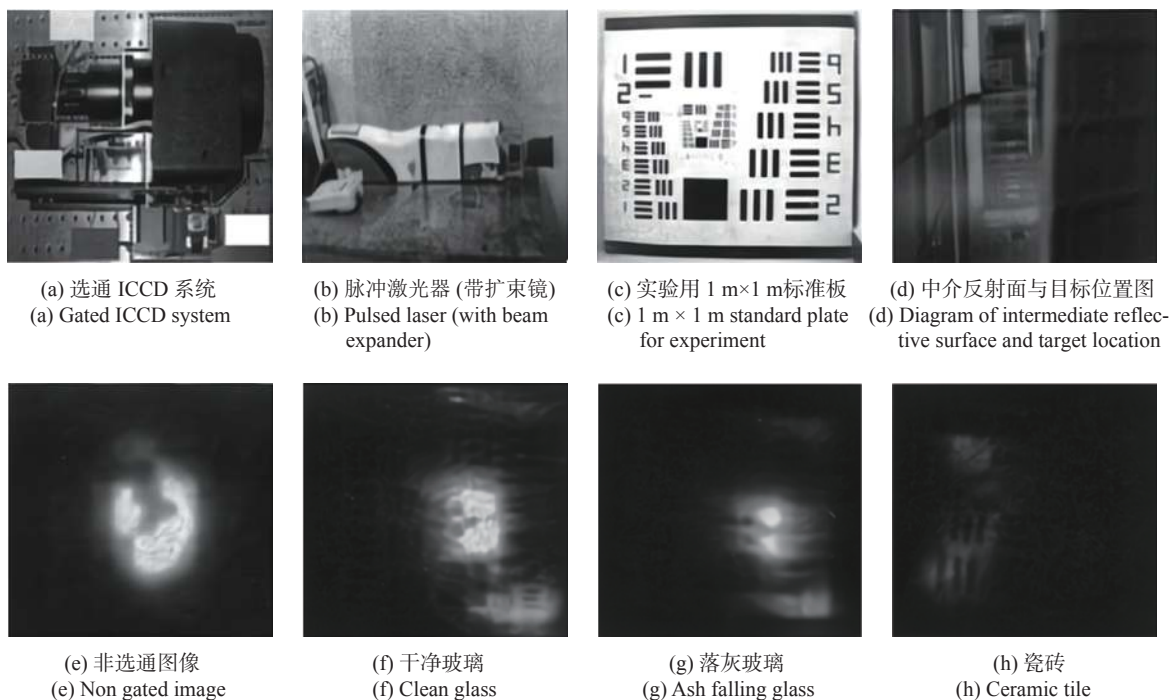 (a) 选通 ICCD 系统
(a) Gated ICCD system
(b) 脉冲激光器 (带扩束镜)
(b) Pulsed laser (with beam
expander)
(c) 实验用 1 m×1 m标准板
(c) 1 m × 1 m standard plate
for experiment
(d) 中介反射面与目标位置图
(d) Diagram of intermediate reflec-
tive surface and target location
(e) 非选通图像
(e) Non gated image
(f) 干净玻璃
(f) Clean glass
(g) 落灰玻璃
(g) Ash falling glass
(h) 瓷砖
(h) Ceramic tile